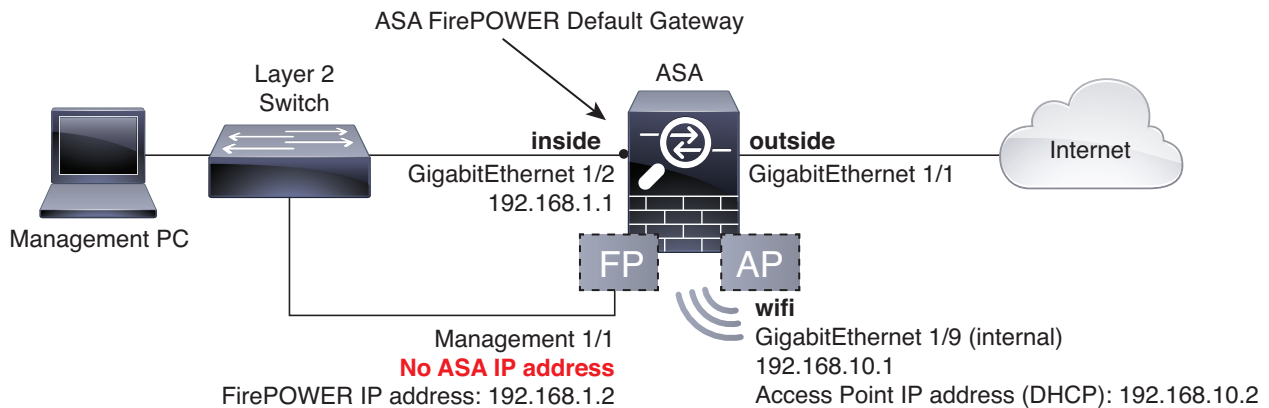 ASA FirePOWER Default Gateway
Layer 2
Switch
ASA
inside
outside
GigabitEthernet 1/2
192.168.1.1
GigabitEthernet 1/1
Internet
Management PC
FP
AP
Management 1/1
No ASA IP address
FirePOWER IP address: 192.168.1.2
wifi
GigabitEthernet 1/9 (internal)
192.168.10.1
Access Point IP address (DHCP): 192.168.10.2